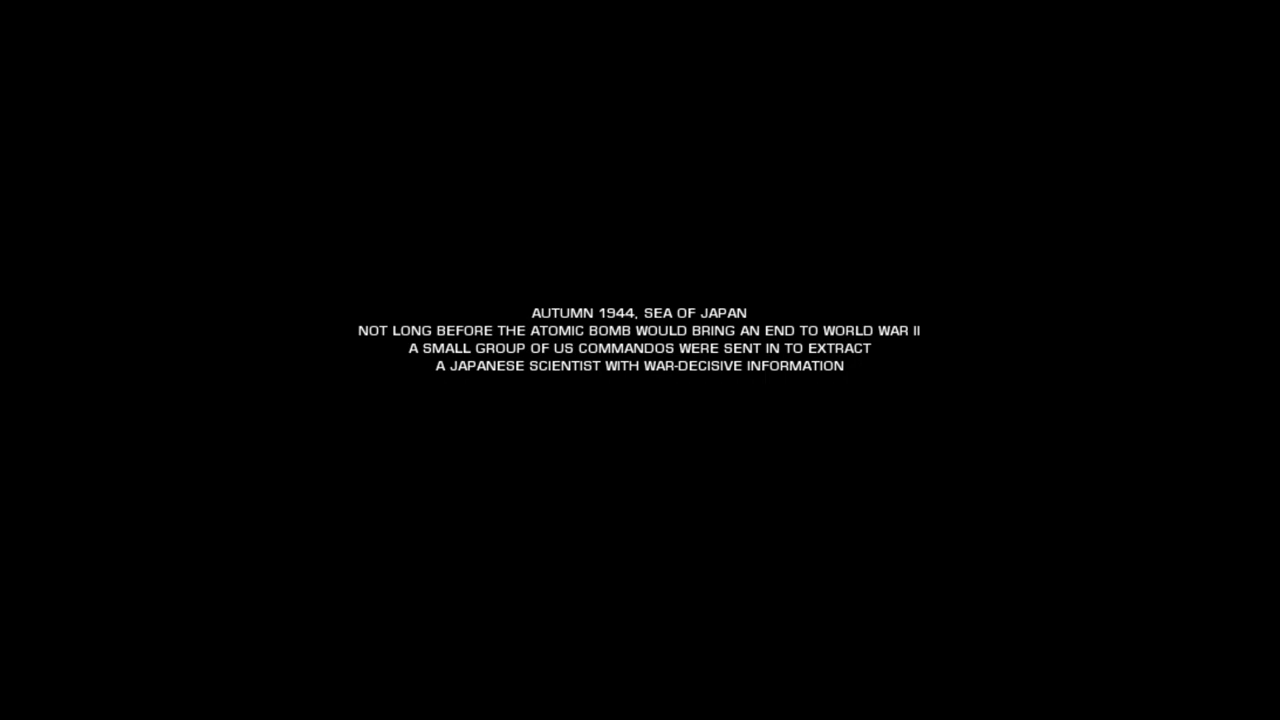 AUTUMN 1944, SEA OF JAPAN
NOT LONG BEFORE THE ATOMIC BOMB WOULD BRING AN END TO WORLD WAR II
A SMALL GROUP OF US COMMANDOS WERE SENT IN TO EXTRACT
A JAPANESE SCIENTIST WITH WAR-DECISIVE INFORMATION